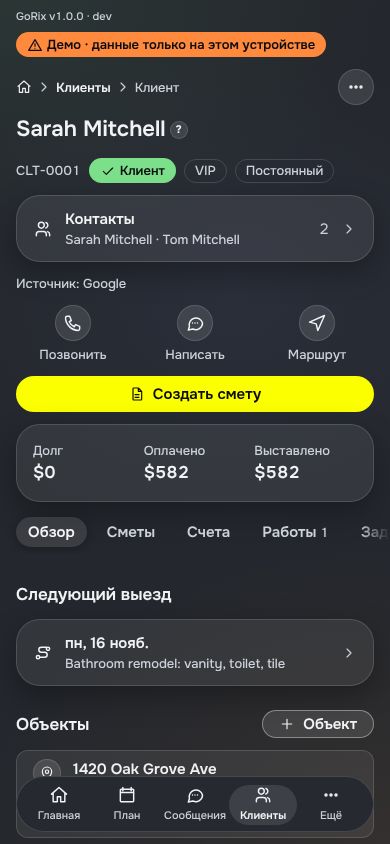 GoRix v1.0.0 · dev
Демо · данные только на этом устройстве
Клиенты
Клиент
Sarah Mitchell ?
CLT-0001 Клиент VIP Постоянный
Контакты
Sarah Mitchell · Tom Mitchell
2
Источник: Google
Позвонить Написать Маршрут
Создать смету
Долг Оплачено Выставлено
$0 $582 $582
Обзор Сметы Счета Работы 1 Зад
Следующий выезд
пн, 16 нояб.
Bathroom remodel: vanity, toilet, tile
Объекты
+ Объект
1420 Oak Grove Ave
Главная План Сообщения Клиенты Ещё